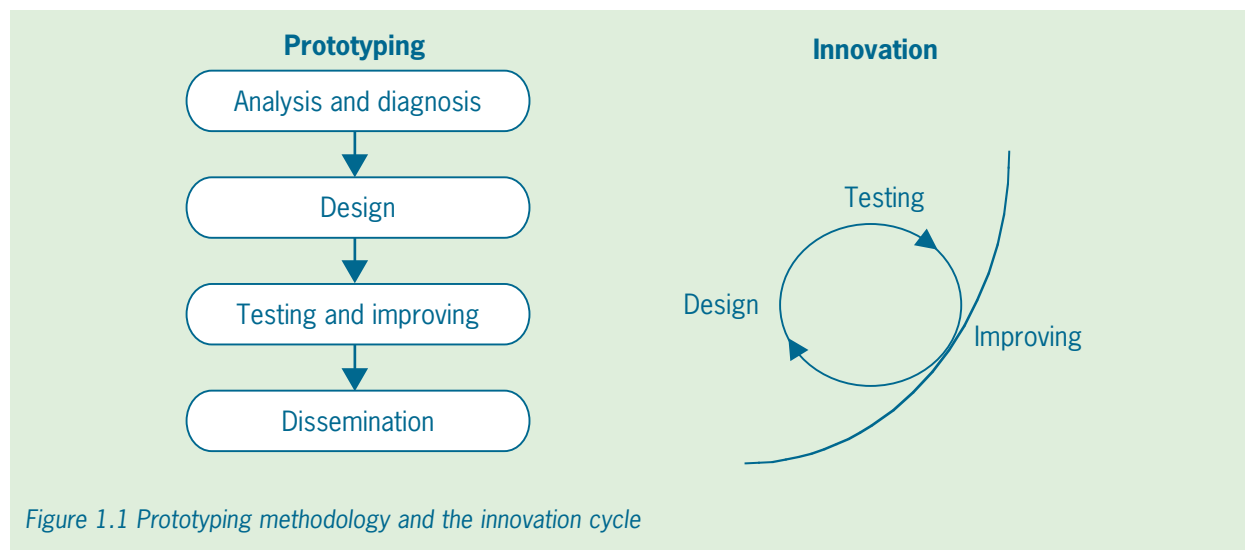 Prototyping
Analysis and diagnosis
Design
Testing and improving
Dissemination
Innovation
Testing
Design
Improving
Figure 1.1 Prototyping methodology and the innovation cycle